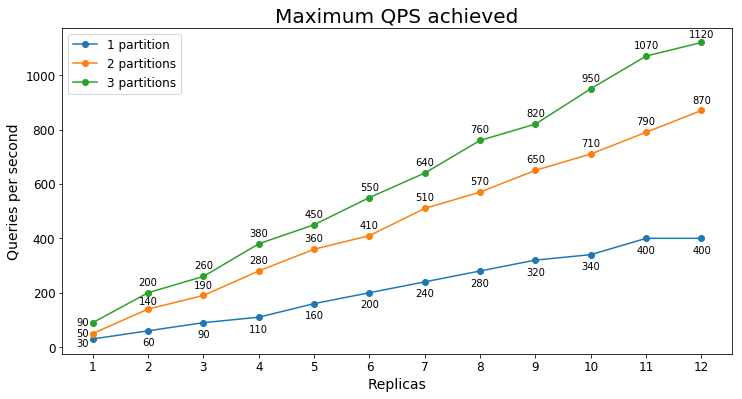 Maximum QPS achieved
1 partition
2 partitions
3 partitions
Queries per second
1000
800
600
400
200
0
90 200 260 380 450 550 640 760 820 950 1070 1120
50 140 190 280 360 410 510 570 650 710 790 870
30 60 90 110 160 200 240 280 320 340 400 400
1 2 3 4 5 6 7 8 9 10 11 12
Replicas